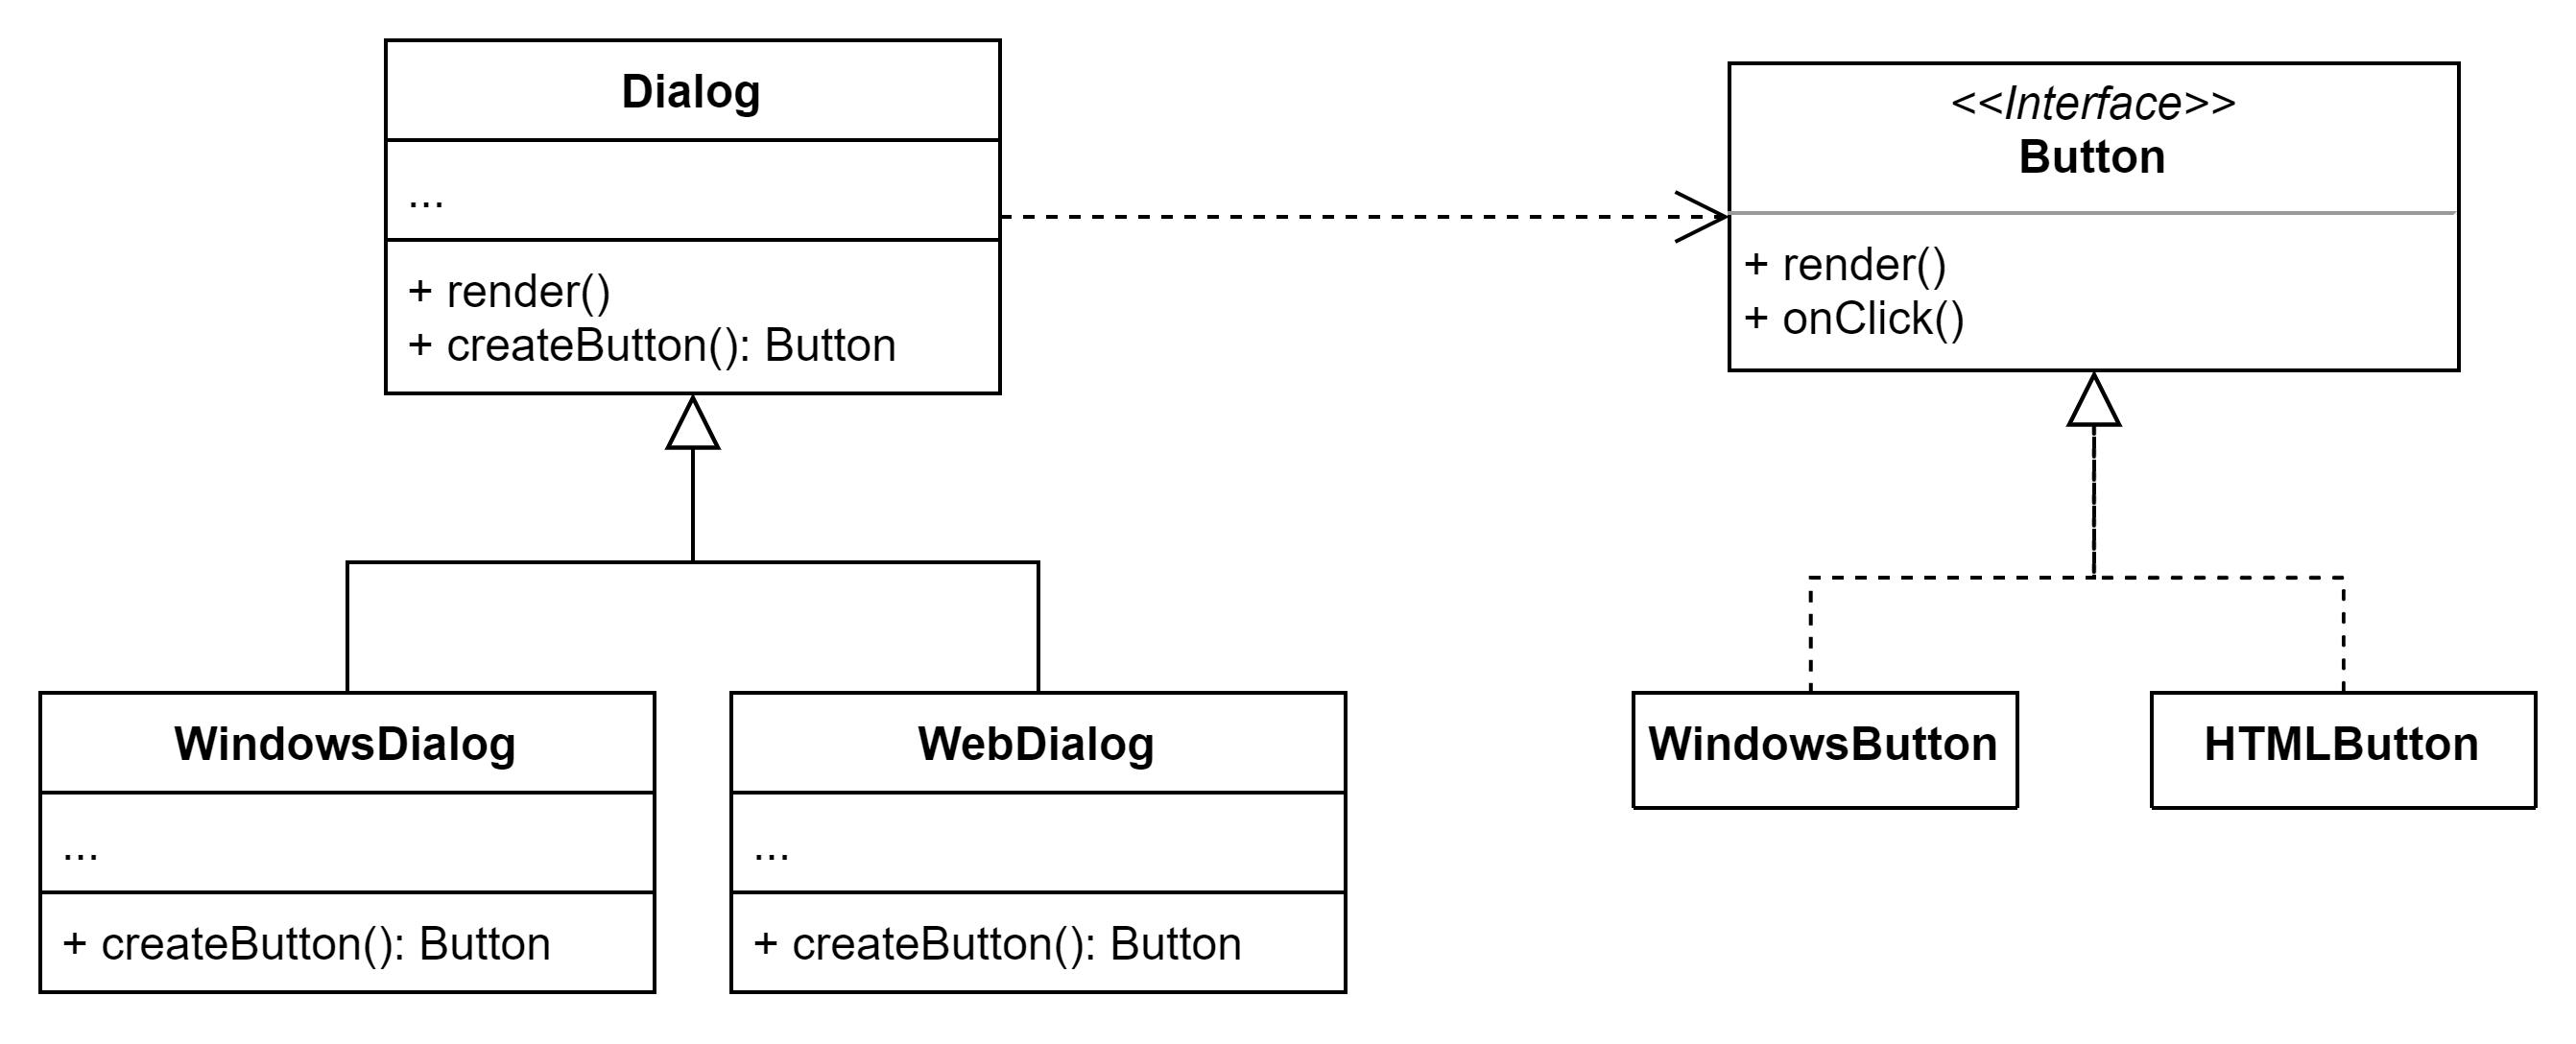 Dialog
...
+ render()
+ createButton(): Button
<<Interface>>
Button
+ render()
+ onClick()
WindowsDialog
...
+ createButton(): Button
WebDialog
...
+ createButton(): Button
WindowsButton
HTMLButton